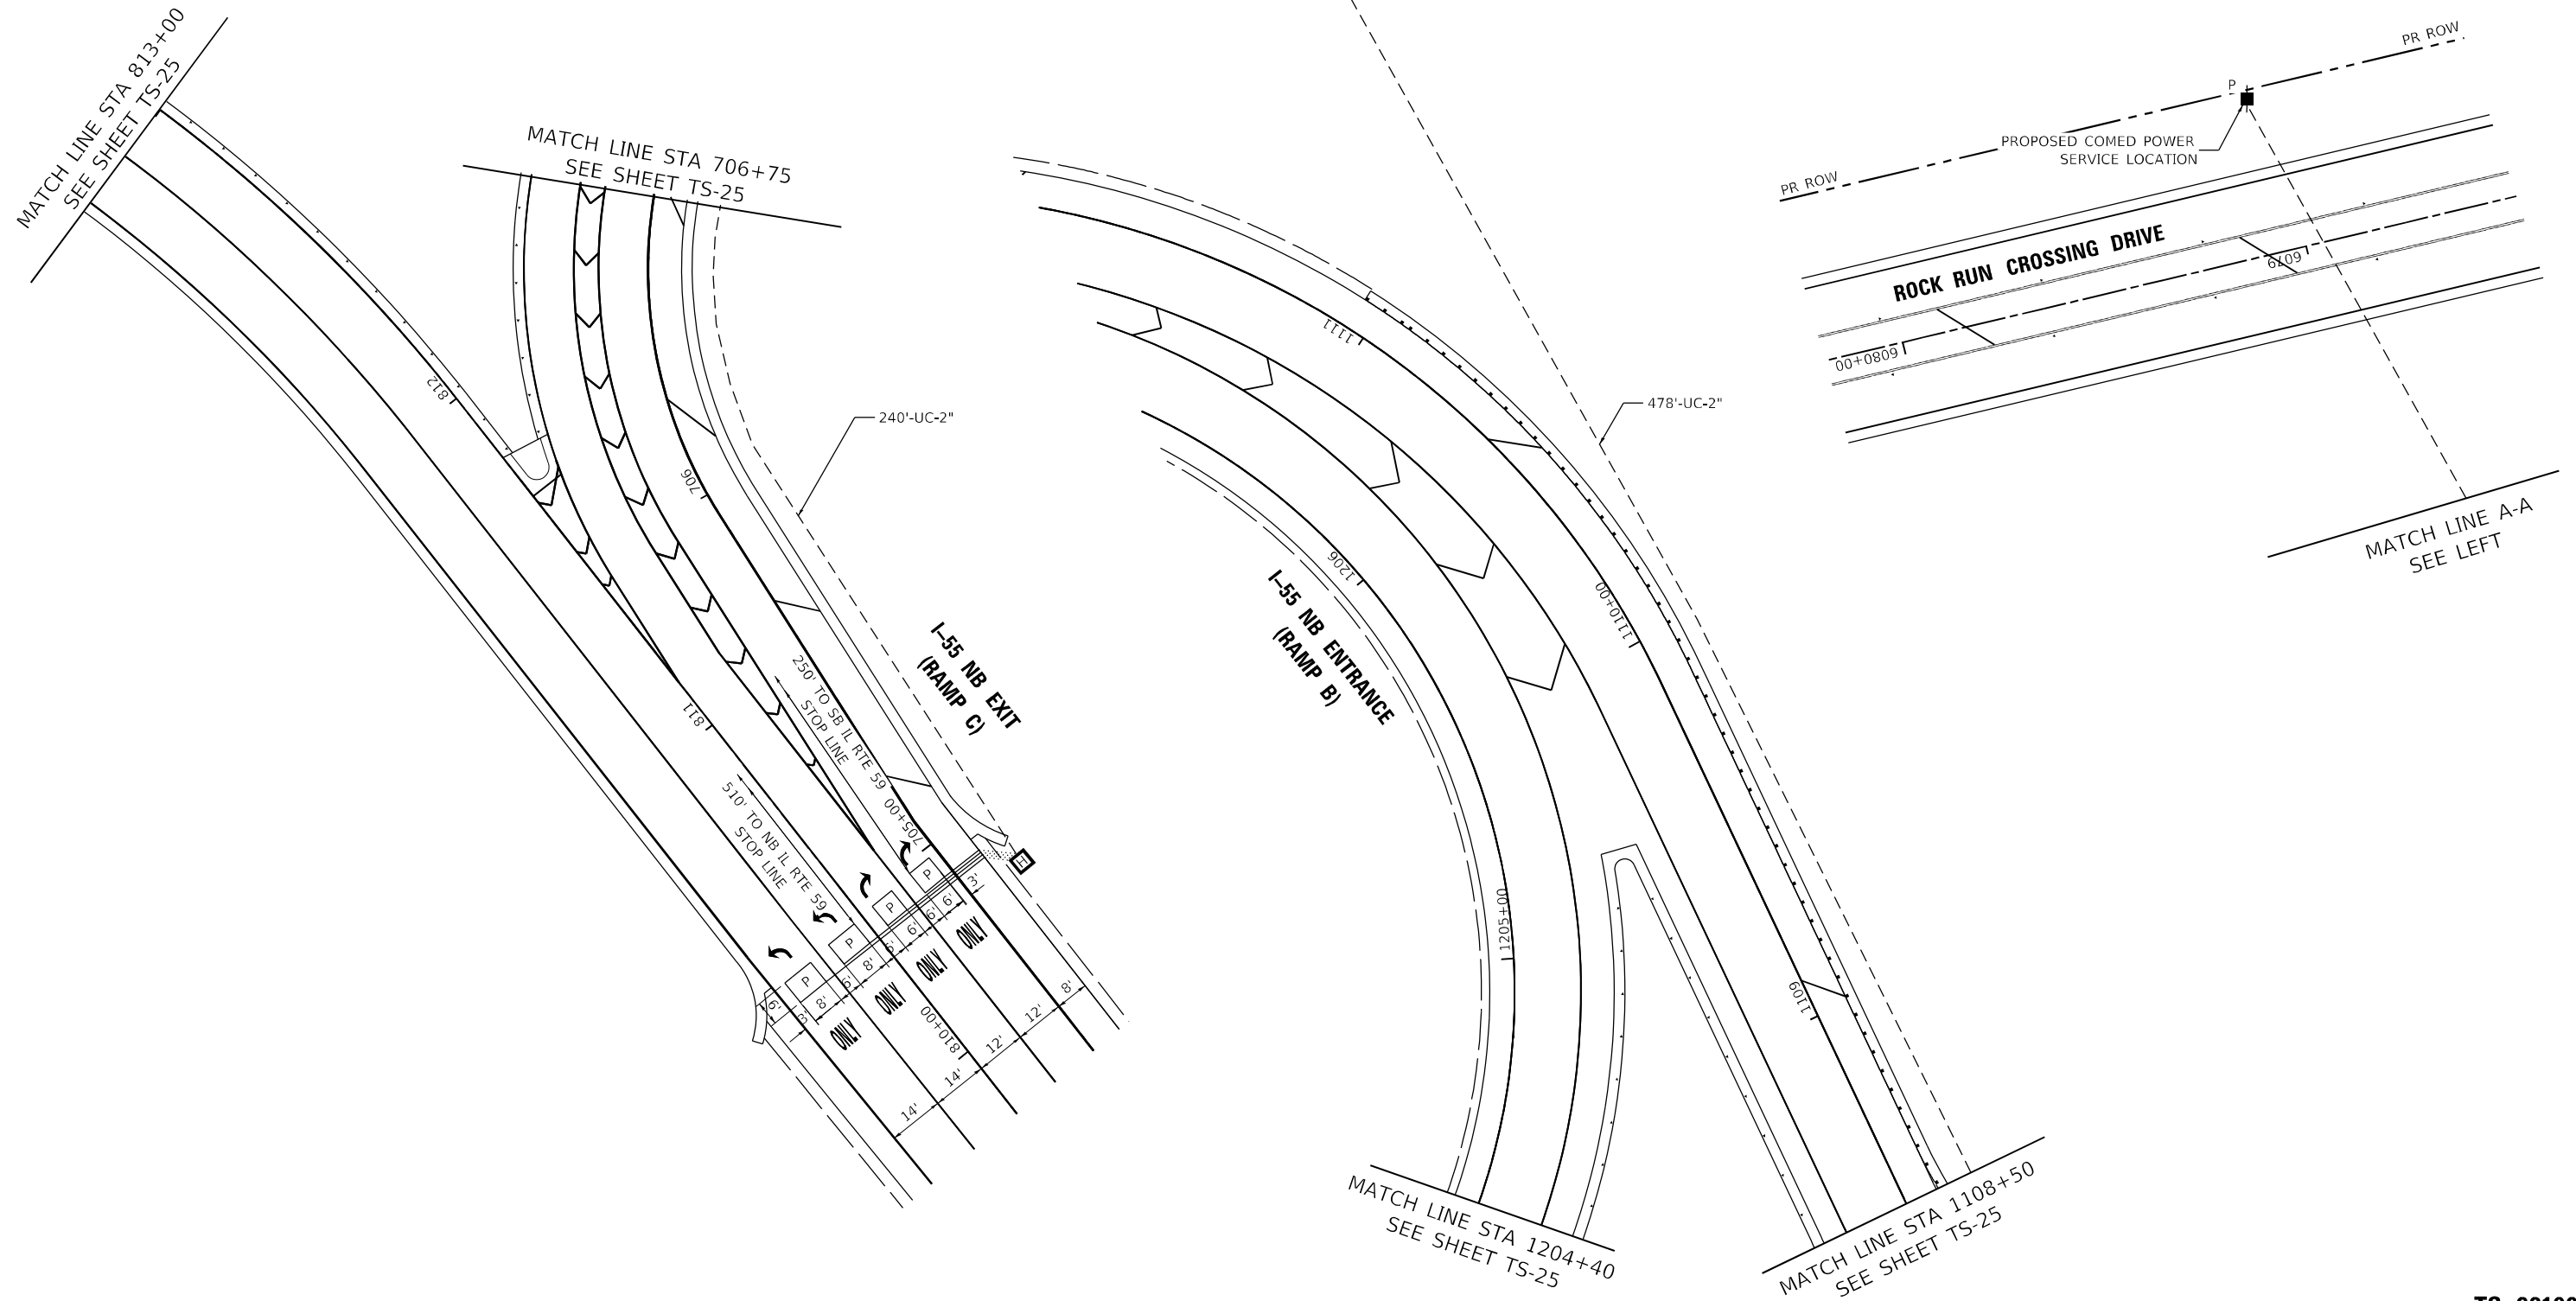 MATCH LINE STA 813+00
SEE SHEET TS-25
MATCH LINE STA 706+75
SEE SHEET TS-25
812
706
240'-UC-2"
811
I-55 NB EXIT
(RAMP C)
250' TO SB IL RTE 59
STOP LINE
510' TO NB IL RTE 59
STOP LINE
705+00
P
P
P
P
3'
6'
6'
6'
6'
8'
6'
8'
3'
6'
ONLY
ONLY
ONLY
ONLY
810+00
8'
12'
12'
14'
14'
1111
478'-UC-2"
1206
1110+00
I-55 NB ENTRANCE
(RAMP B)
1205+00
1109
MATCH LINE STA 1204+40
SEE SHEET TS-25
MATCH LINE STA 1108+50
SEE SHEET TS-25
PR ROW
PR ROW
P
PROPOSED COMED POWER
SERVICE LOCATION
ROCK RUN CROSSING DRIVE
6079
6080+00
MATCH LINE A-A
SEE LEFT